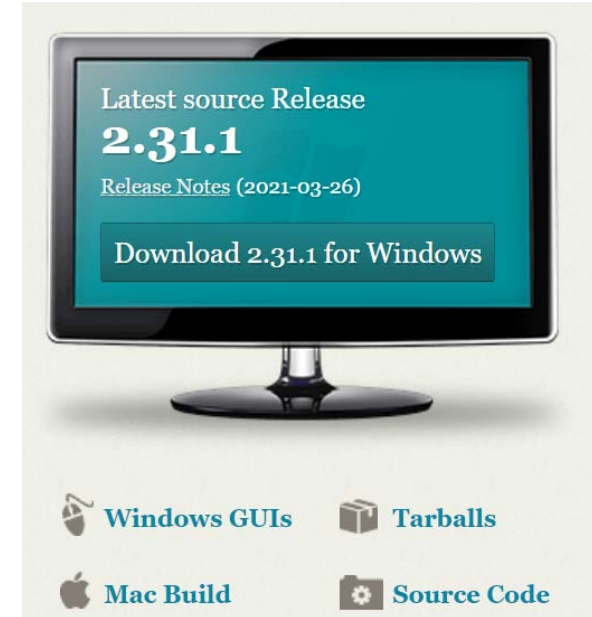 Latest source Release
2.31.1
Release Notes (2021-03-26)
Download 2.31.1 for Windows
Windows GUIs
Tarballs
Mac Build
Source Code